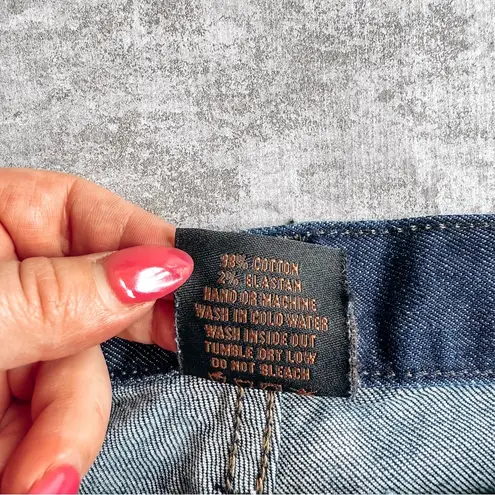 98% COTTON
2% ELASTAN
HAND OR MACHINE
WASH IN COLD WATER
WASH INSIDE OUT
TUMBLE DRY LOW
DO NOT BLEACH